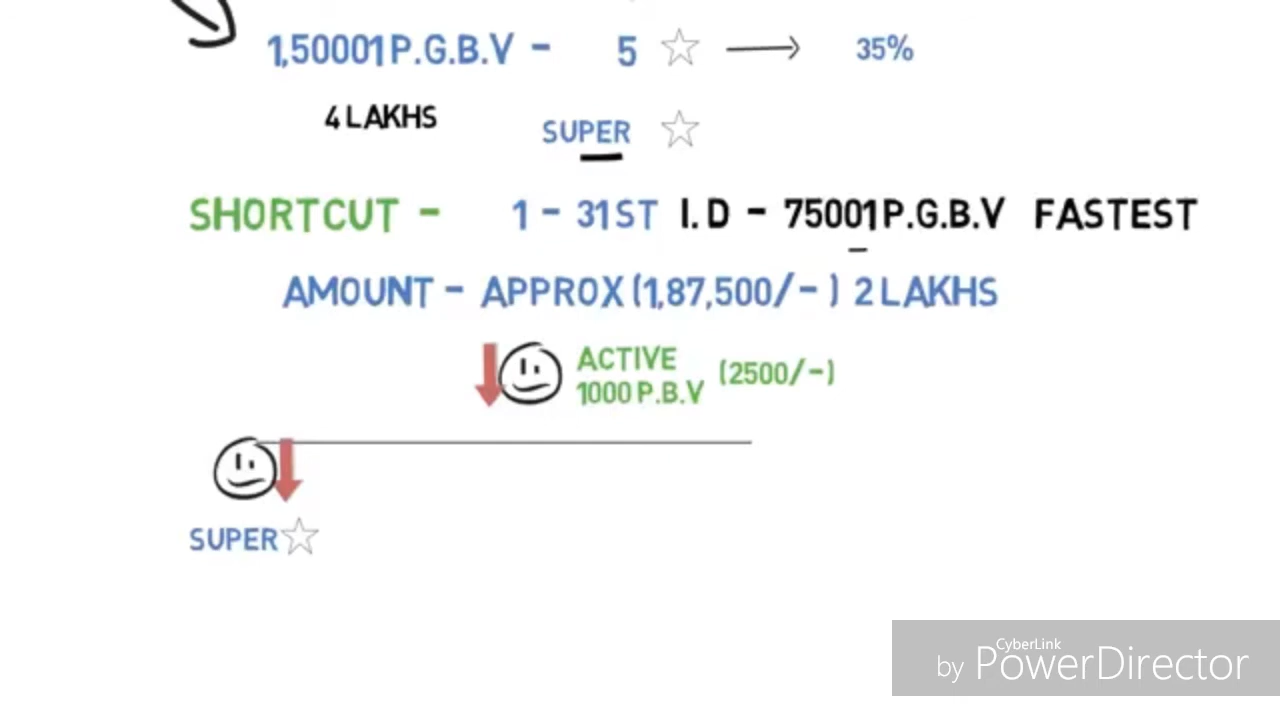 1,50001 P.G.B.V - 5 ☆ → 35%
4 LAKHS SUPER ☆
SHORTCUT - 1 - 31ST I.D - 75001 P.G.B.V FASTEST
AMOUNT - APPROX (1,87,500/-) 2 LAKHS
ACTIVE
1000 P.B.V (2500/-)
SUPER ☆
CyberLink
by PowerDirector